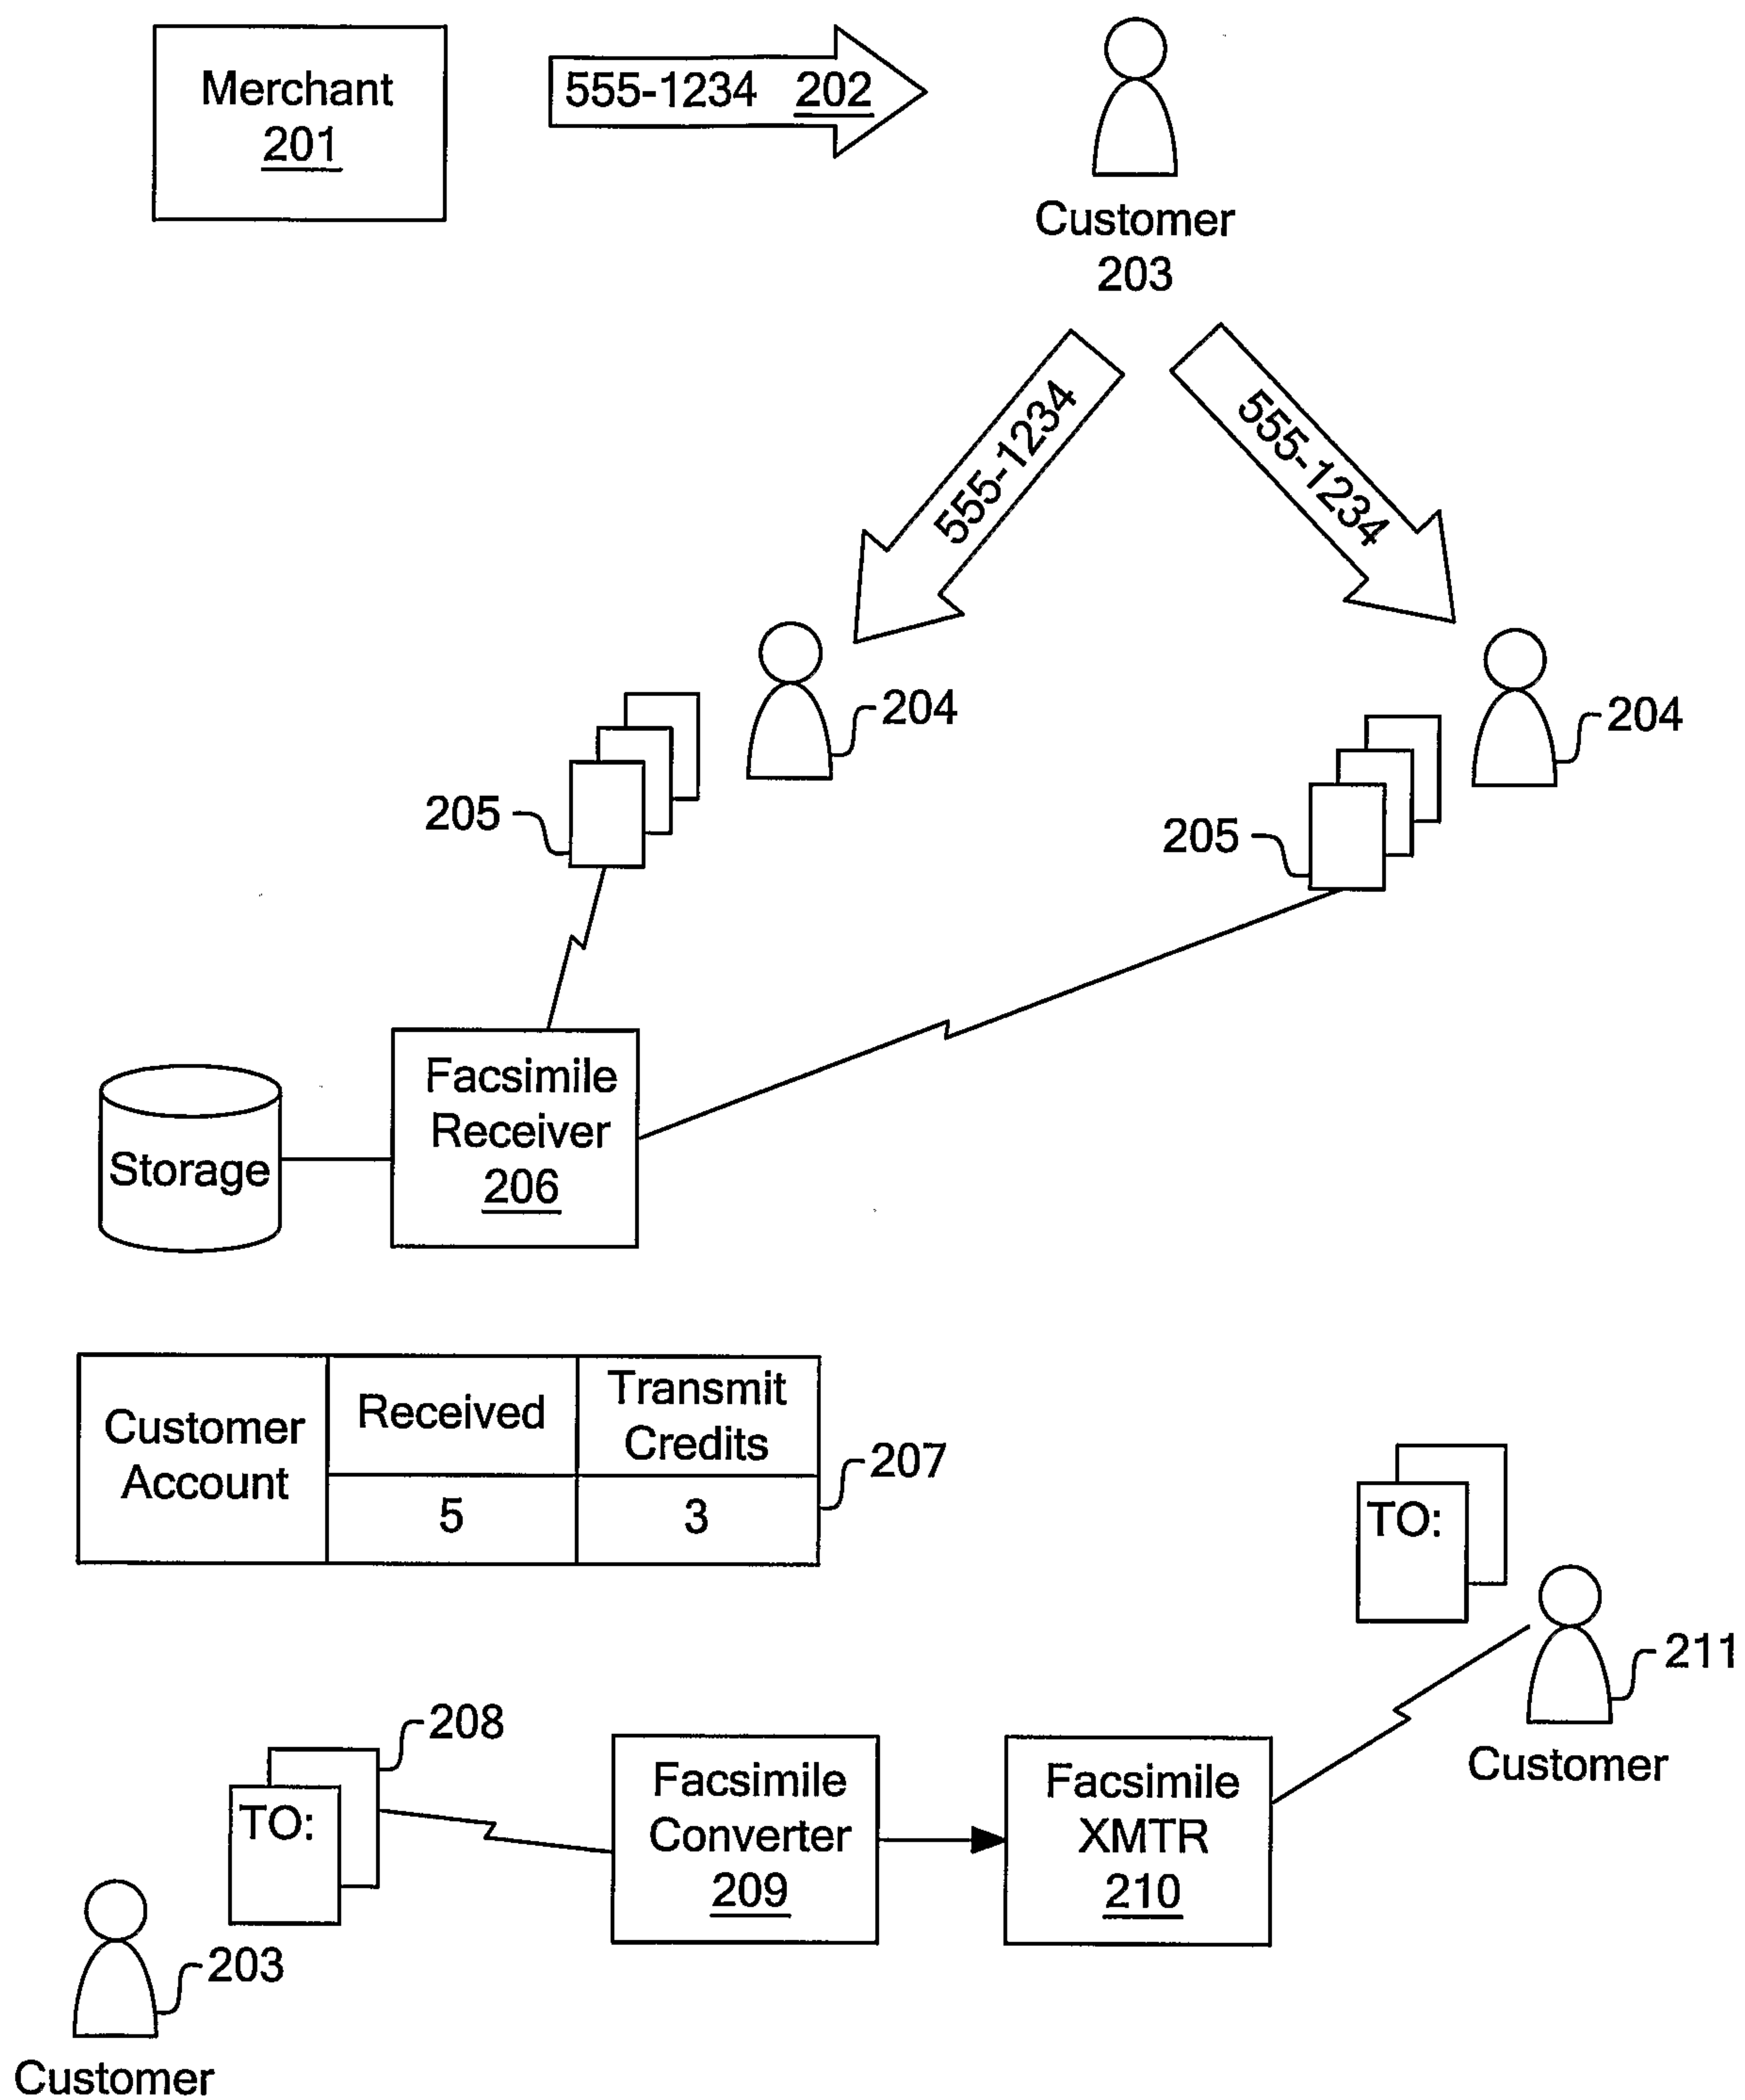 Merchant
201
555-1234 202
Customer
203
555-1234
555-1234
204
204
205
205
Facsimile
Receiver
206
Storage
Customer
Account
Received
Transmit
Credits
5
3
207
TO:
211
Customer
208
TO:
Facsimile
Converter
209
Facsimile
XMTR
210
203
Customer